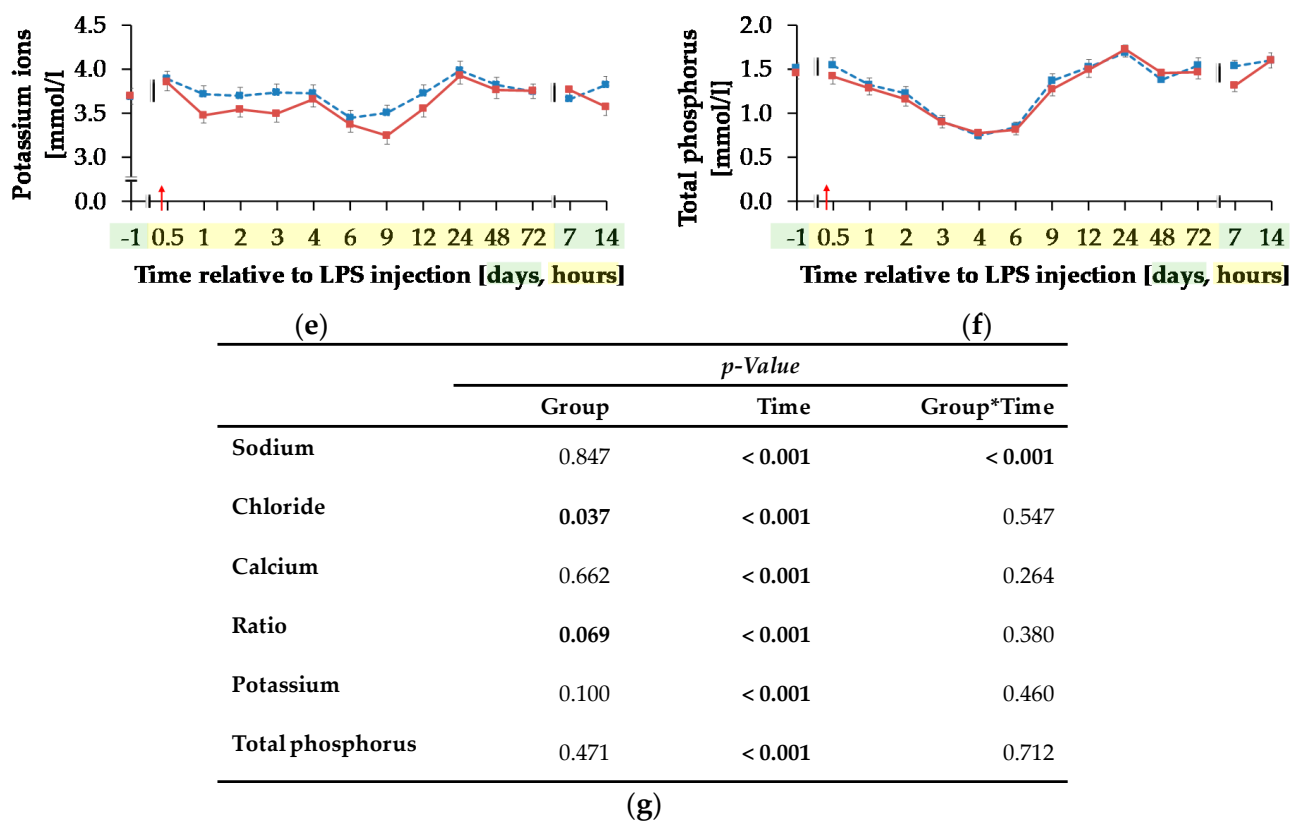 Potassium ions
[mmol/l]
4.5
4.0
3.5
3.0
0.0
-1 0.5 1 2 3 4 6 9 12 24 48 72 7 14
Time relative to LPS injection [days, hours]
(e)
Total phosphorus
[mmol/l]
2.0
1.5
1.0
0.5
0.0
-1 0.5 1 2 3 4 6 9 12 24 48 72 7 14
Time relative to LPS injection [days, hours]
(f)
p-Value
Group Time Group*Time
Sodium 0.847 < 0.001 < 0.001
Chloride 0.037 < 0.001 0.547
Calcium 0.662 < 0.001 0.264
Ratio 0.069 < 0.001 0.380
Potassium 0.100 < 0.001 0.460
Total phosphorus 0.471 < 0.001 0.712
(g)